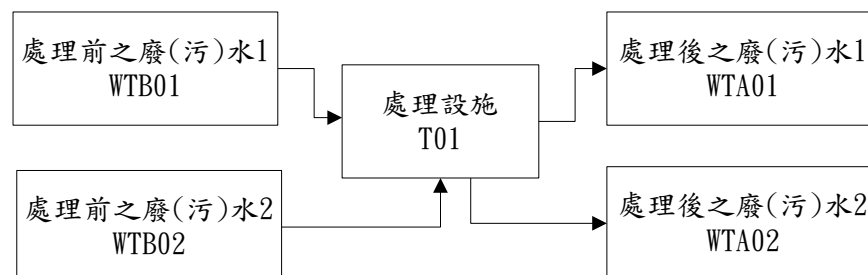 處理前之廢(污)水1
WTB01
處理設施
T01
處理後之廢(污)水1
WTA01
處理前之廢(污)水2
WTB02
處理後之廢(污)水2
WTA02